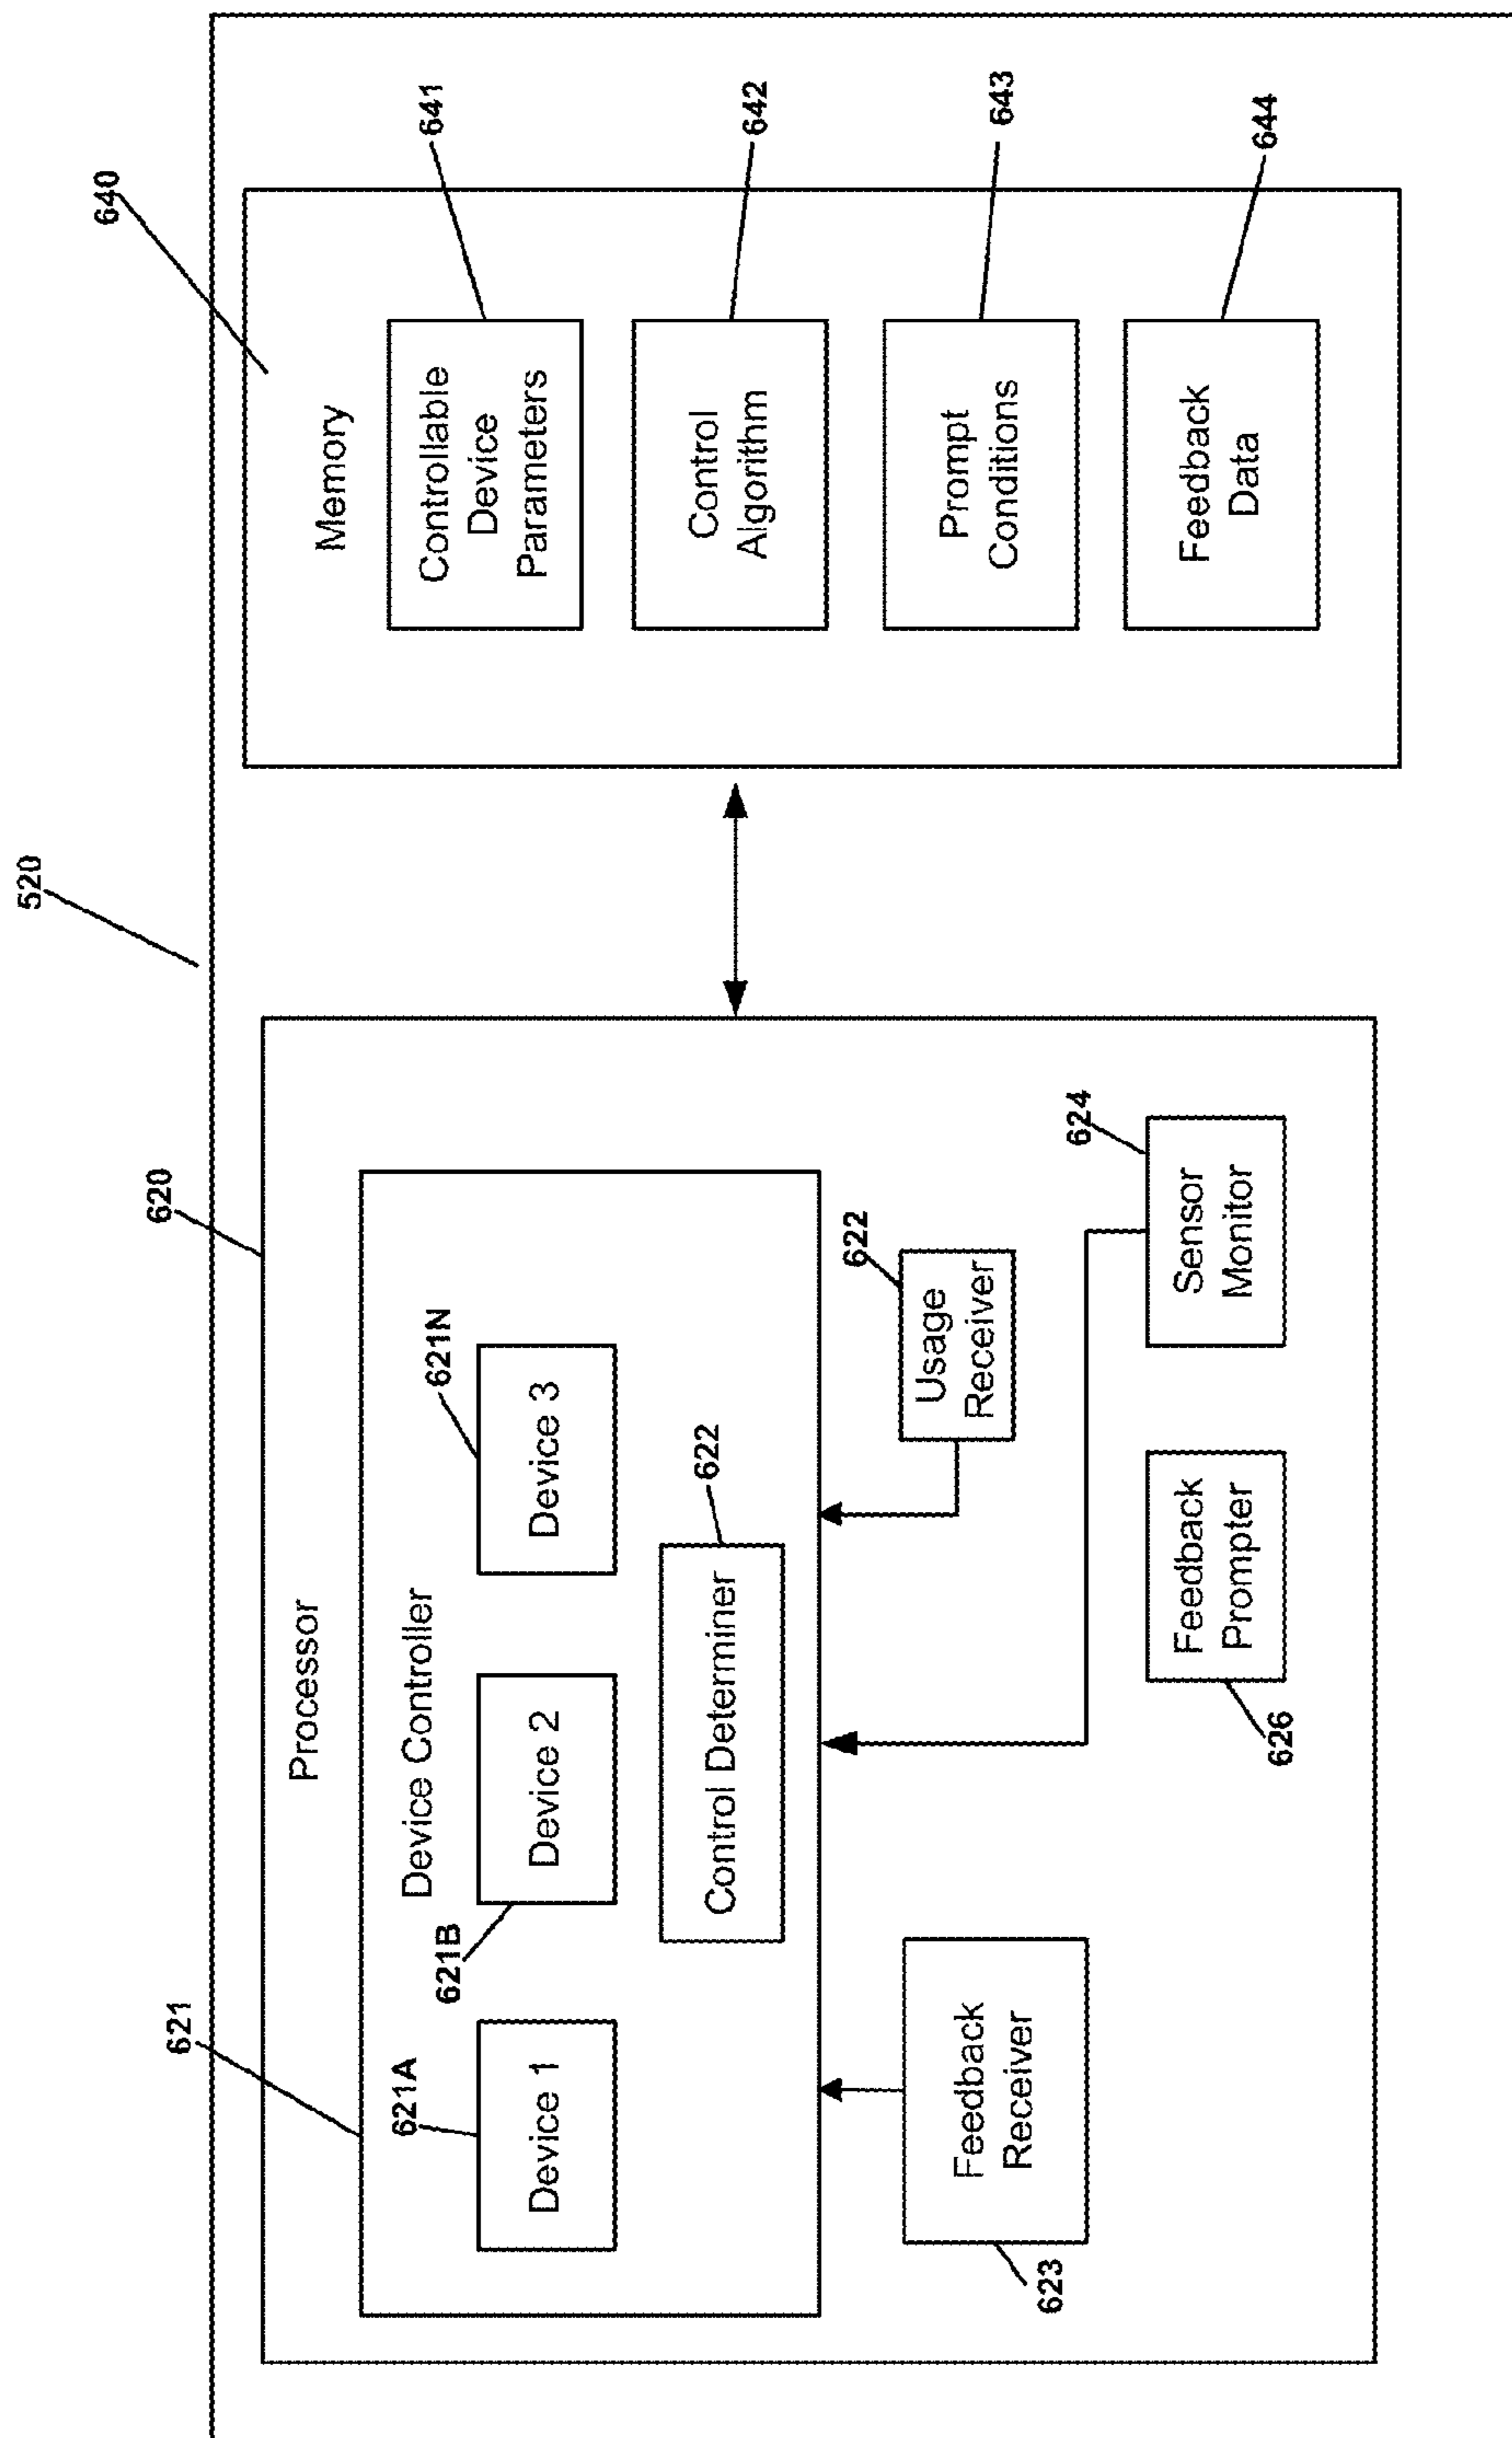 520
620
Processor
621
Device Controller
621A
Device 1
621B
Device 2
621N
Device 3
622
Control Determiner
623
Feedback
Receiver
622
Usage
Receiver
626
Feedback
Prompter
624
Sensor
Monitor
640
Memory
641
Controllable
Device
Parameters
642
Control
Algorithm
643
Prompt
Conditions
644
Feedback
Data